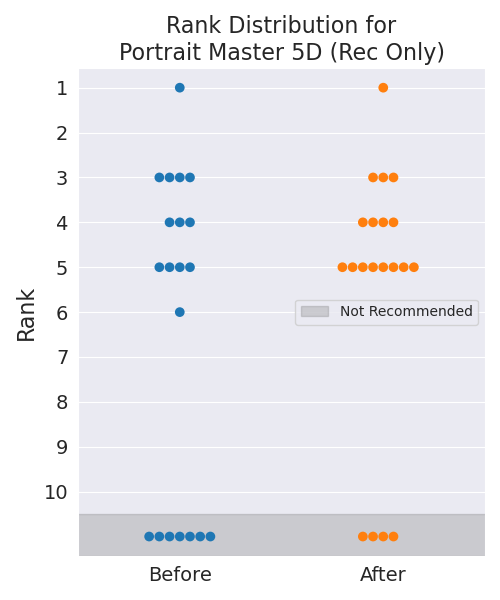 Rank Distribution for
Portrait Master 5D (Rec Only)
1
2
3
4
5
6
7
8
9
10
Rank
Not Recommended
Before
After